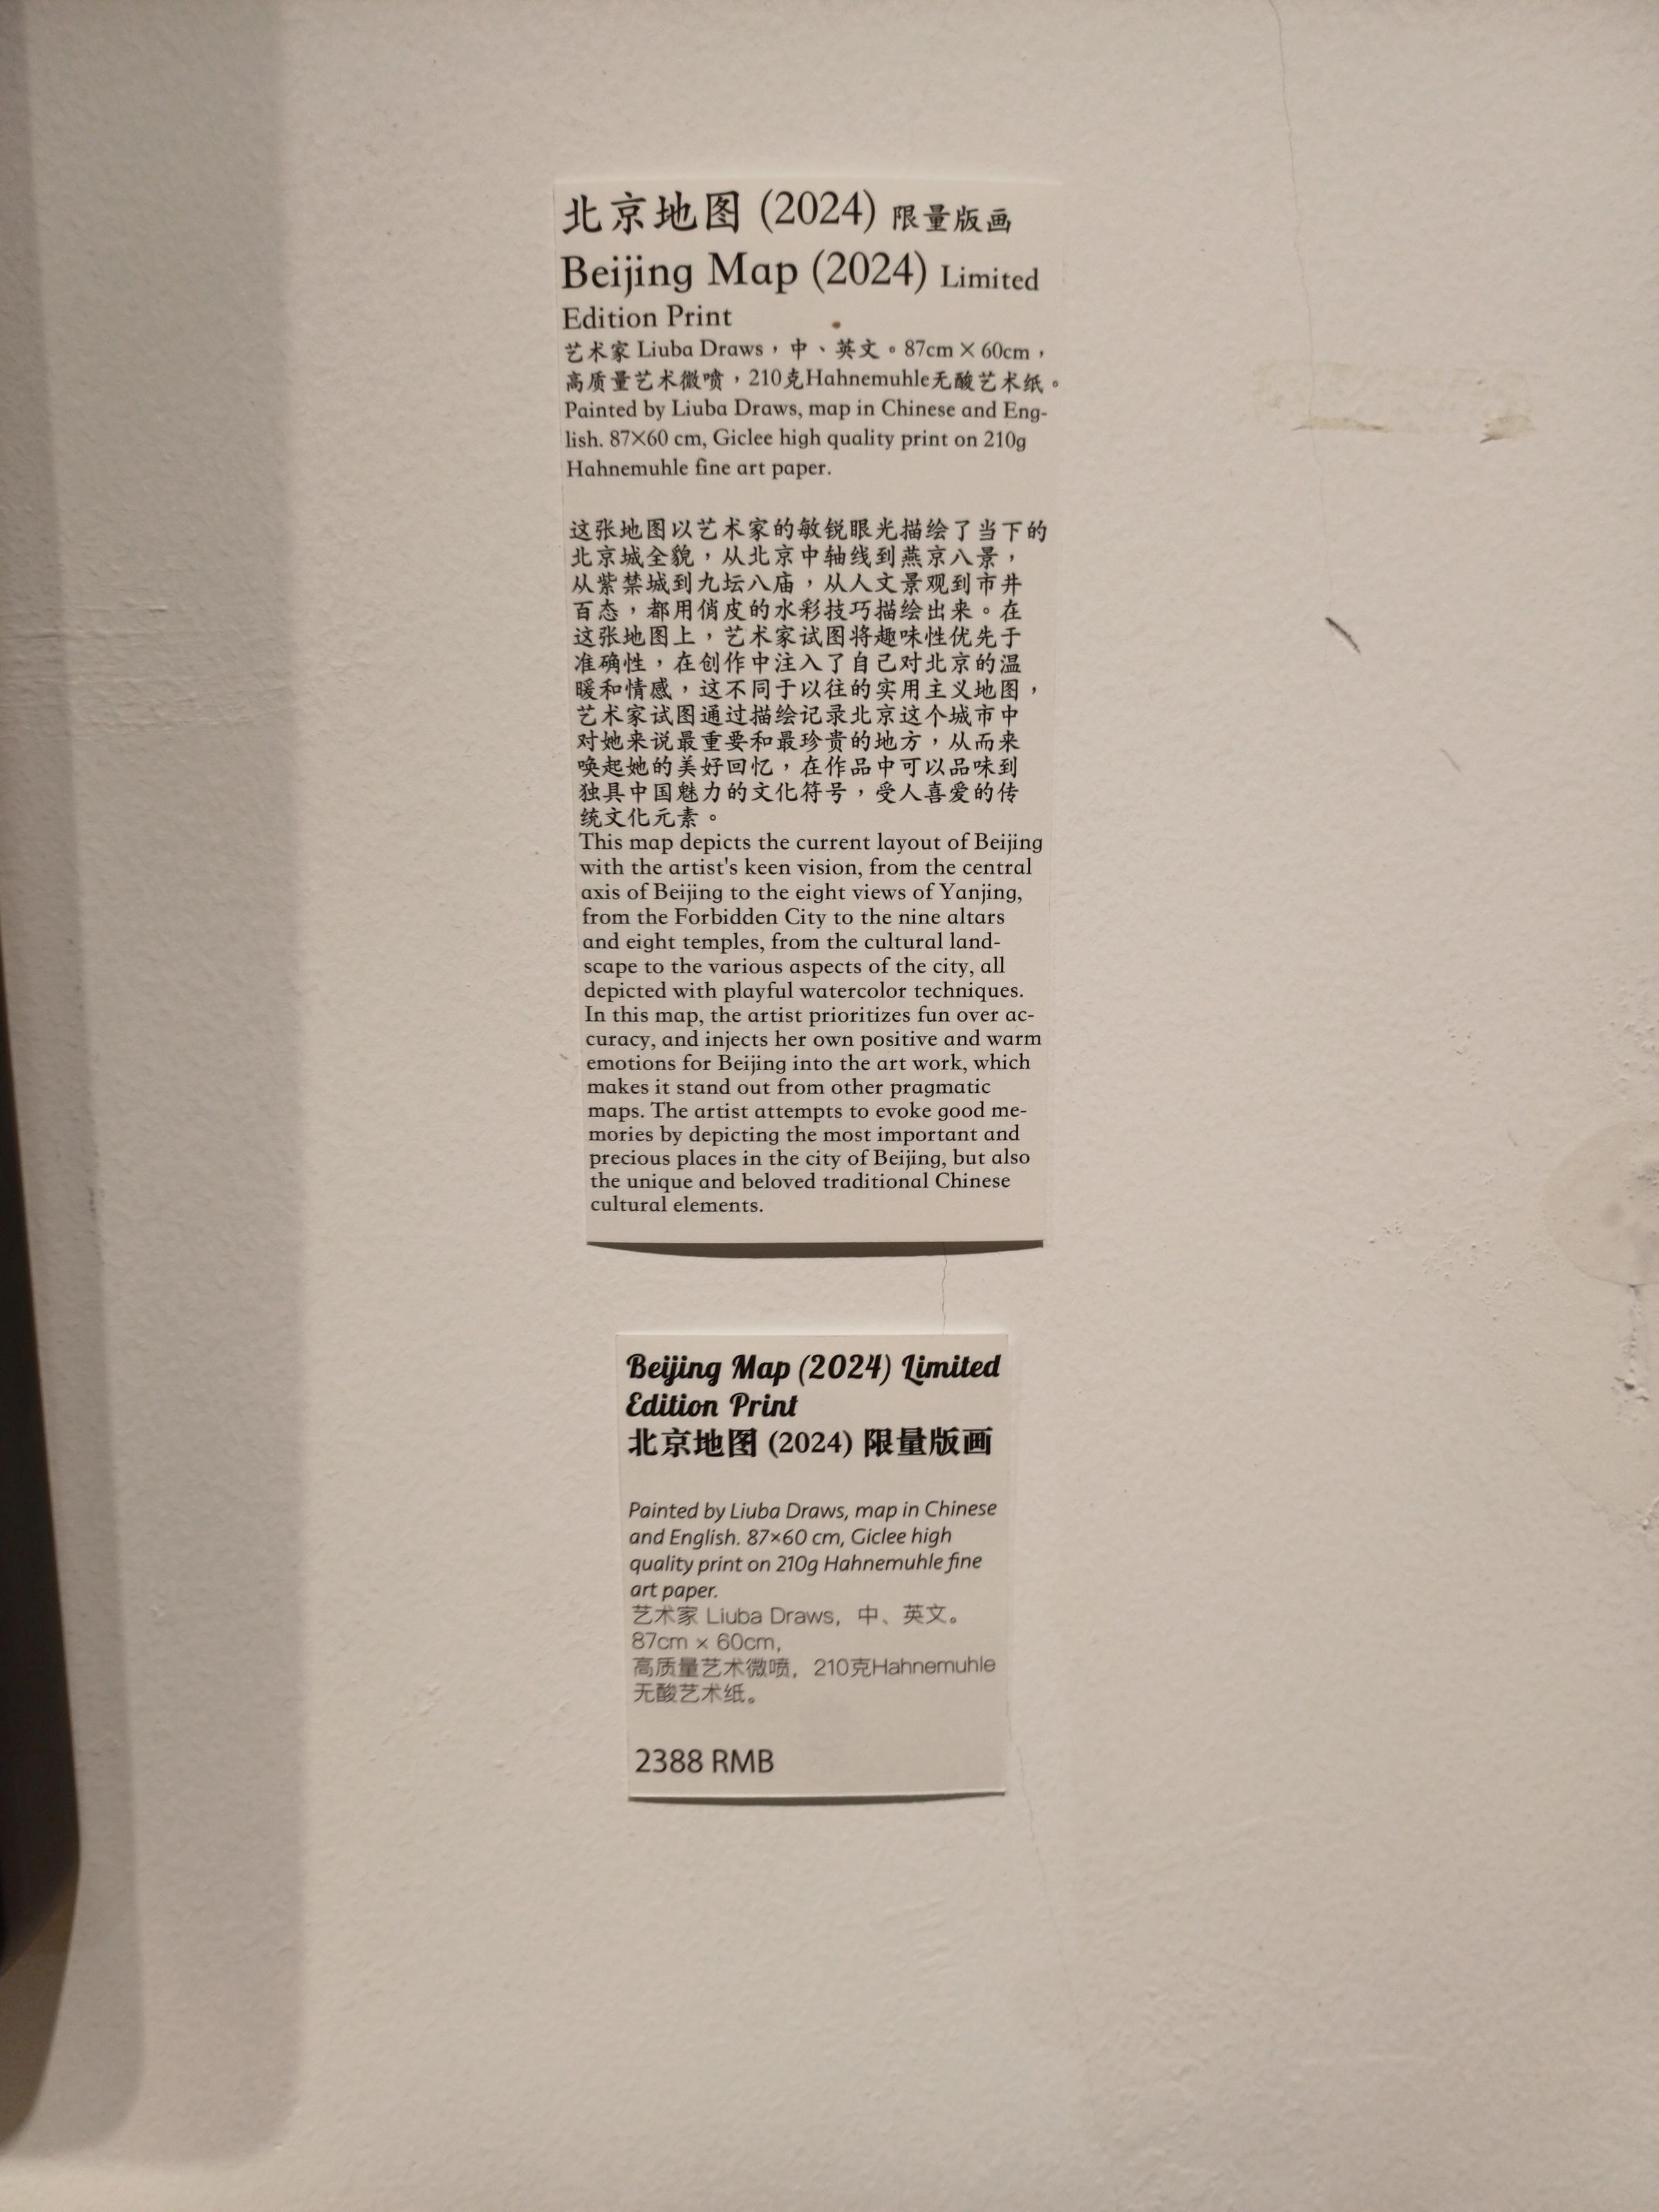 北京地图 (2024) 限量版画
Beijing Map (2024) Limited
Edition Print
艺术家 Liuba Draws，中、英文。87cm×60cm，
高质量艺术微喷，210克Hahnemuhle无酸艺术纸。
Painted by Liuba Draws, map in Chinese and Eng-
lish. 87×60 cm, Giclee high quality print on 210g
Hahnemuhle fine art paper.
这张地图以艺术家的敏锐眼光描绘了当下的
北京城全貌，从北京中轴线到燕京八景，
从紫禁城到九坛八庙，从人文景观到市井
百态，都用俏皮的水彩技巧描绘出来。在
这张地图上，艺术家试图将趣味性优先于
准确性，在创作中注入了自己对北京的温
暖和情感，这不同于以往的实用主义地图，
艺术家试图通过描绘记录北京这个城市中
对她来说最重要和最珍贵的地方，从而来
唤起她的美好回忆，在作品中可以品味到
独具中国魅力的文化符号，受人喜爱的传
统文化元素。
This map depicts the current layout of Beijing
with the artist's keen vision, from the central
axis of Beijing to the eight views of Yanjing,
from the Forbidden City to the nine altars
and eight temples, from the cultural land-
scape to the various aspects of the city, all
depicted with playful watercolor techniques.
In this map, the artist prioritizes fun over ac-
curacy, and injects her own positive and warm
emotions for Beijing into the art work, which
makes it stand out from other pragmatic
maps. The artist attempts to evoke good me-
mories by depicting the most important and
precious places in the city of Beijing, but also
the unique and beloved traditional Chinese
cultural elements.
Beijing Map (2024) Limited
Edition Print
北京地图 (2024) 限量版画
Painted by Liuba Draws, map in Chinese
and English. 87×60 cm, Giclee high
quality print on 210g Hahnemuhle fine
art paper.
艺术家 Liuba Draws，中、英文。
87cm × 60cm,
高质量艺术微喷，210克Hahnemuhle
无酸艺术纸。
2388 RMB